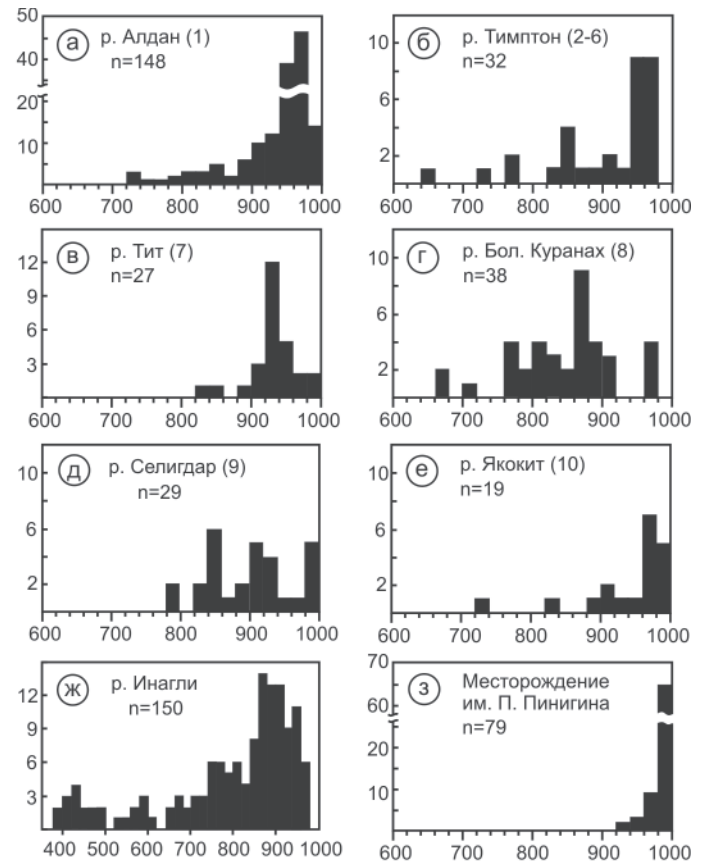 50
40
20
10
600 700 800 900 1000
а р. Алдан (1)
n=148
10
6
2
600 700 800 900 1000
б р. Тимптон (2-6)
n=32
12
9
6
3
600 700 800 900 1000
в р. Тит (7)
n=27
10
6
2
600 700 800 900 1000
г р. Бол. Куранах (8)
n=38
10
6
2
600 700 800 900 1000
д р. Селигдар (9)
n=29
10
6
2
600 700 800 900 1000
е р. Якокит (10)
n=19
12
9
6
3
400 500 600 700 800 900 1000
ж р. Инагли
n=150
70
60
20
10
600 700 800 900 1000
з Месторождение
им. П. Пинигина
n=79